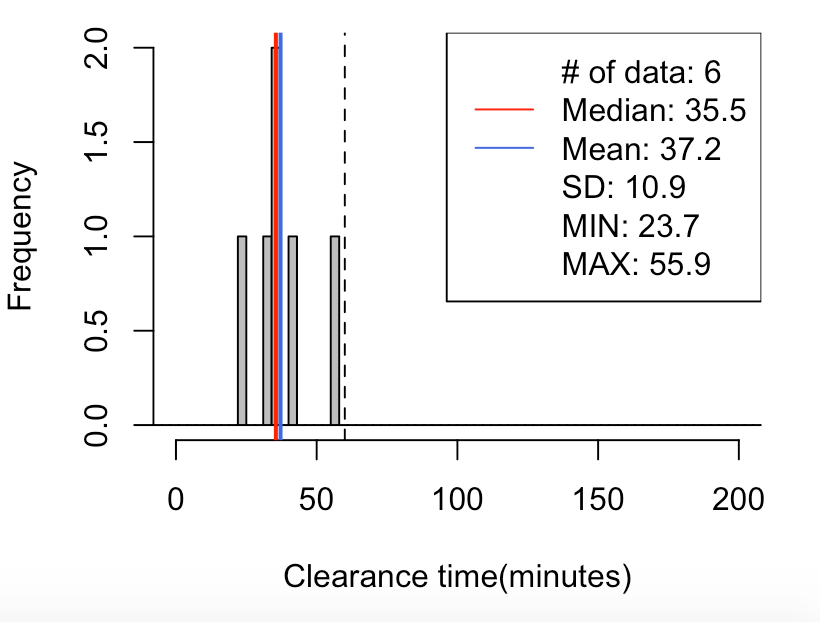 2.0
1.5
1.0
0.5
0.0
Frequency
# of data: 6
Median: 35.5
Mean: 37.2
SD: 10.9
MIN: 23.7
MAX: 55.9
0 50 100 150 200
Clearance time(minutes)